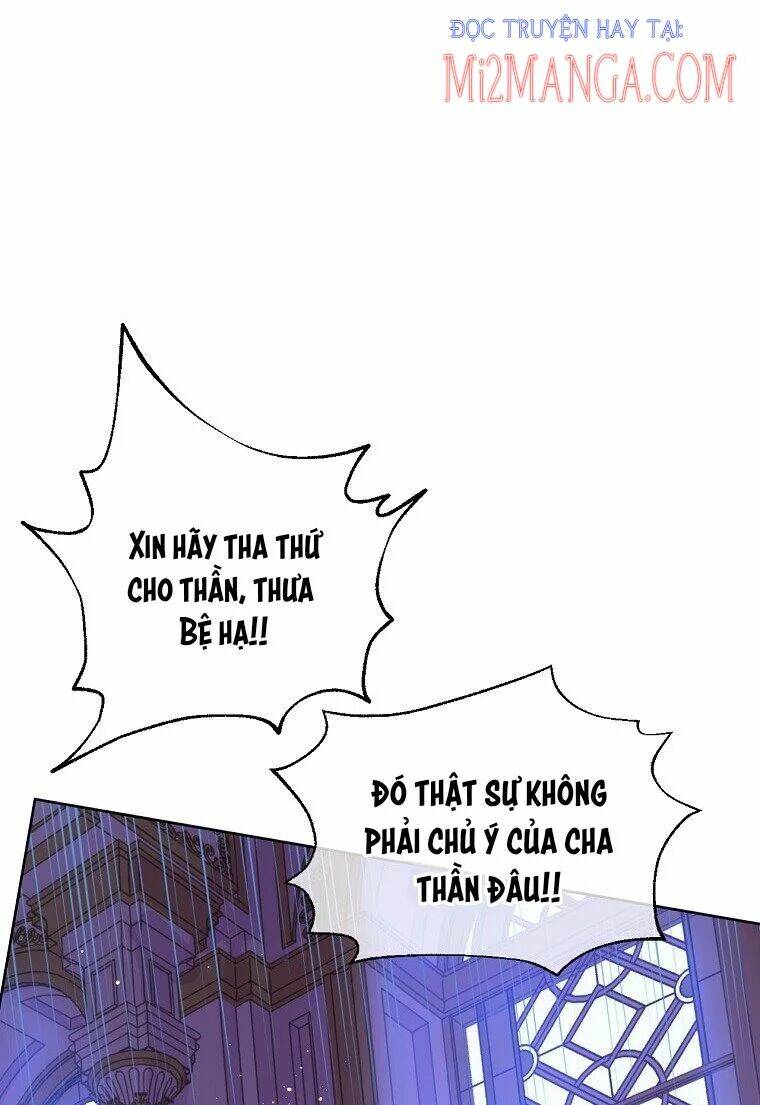 ĐỌC TRUYỆN HAY TẠI:
MI2MANGA.COM
XIN HÃY THA THỨ
CHO THẦN, THƯA
BỆ HẠ!!
ĐÓ THẬT SỰ KHÔNG
PHẢI CHỦ Ý CỦA CHA
THẦN ĐÂU!!